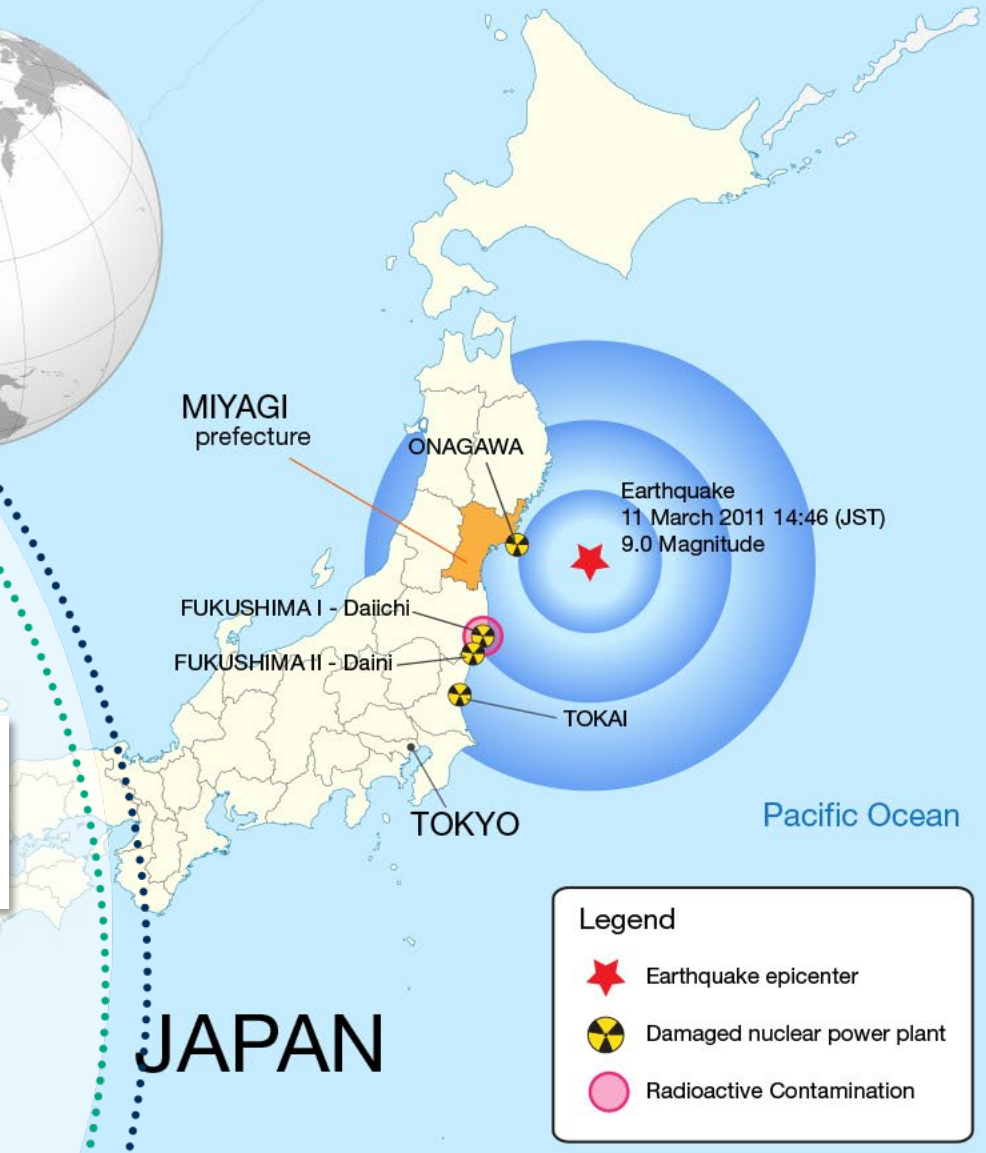 MIYAGI
prefecture
ONAGAWA
Earthquake
11 March 2011 14:46 (JST)
9.0 Magnitude
FUKUSHIMA I - Daiichi
FUKUSHIMA II - Daini
TOKAI
TOKYO
Pacific Ocean
JAPAN
Legend
Earthquake epicenter
Damaged nuclear power plant
Radioactive Contamination